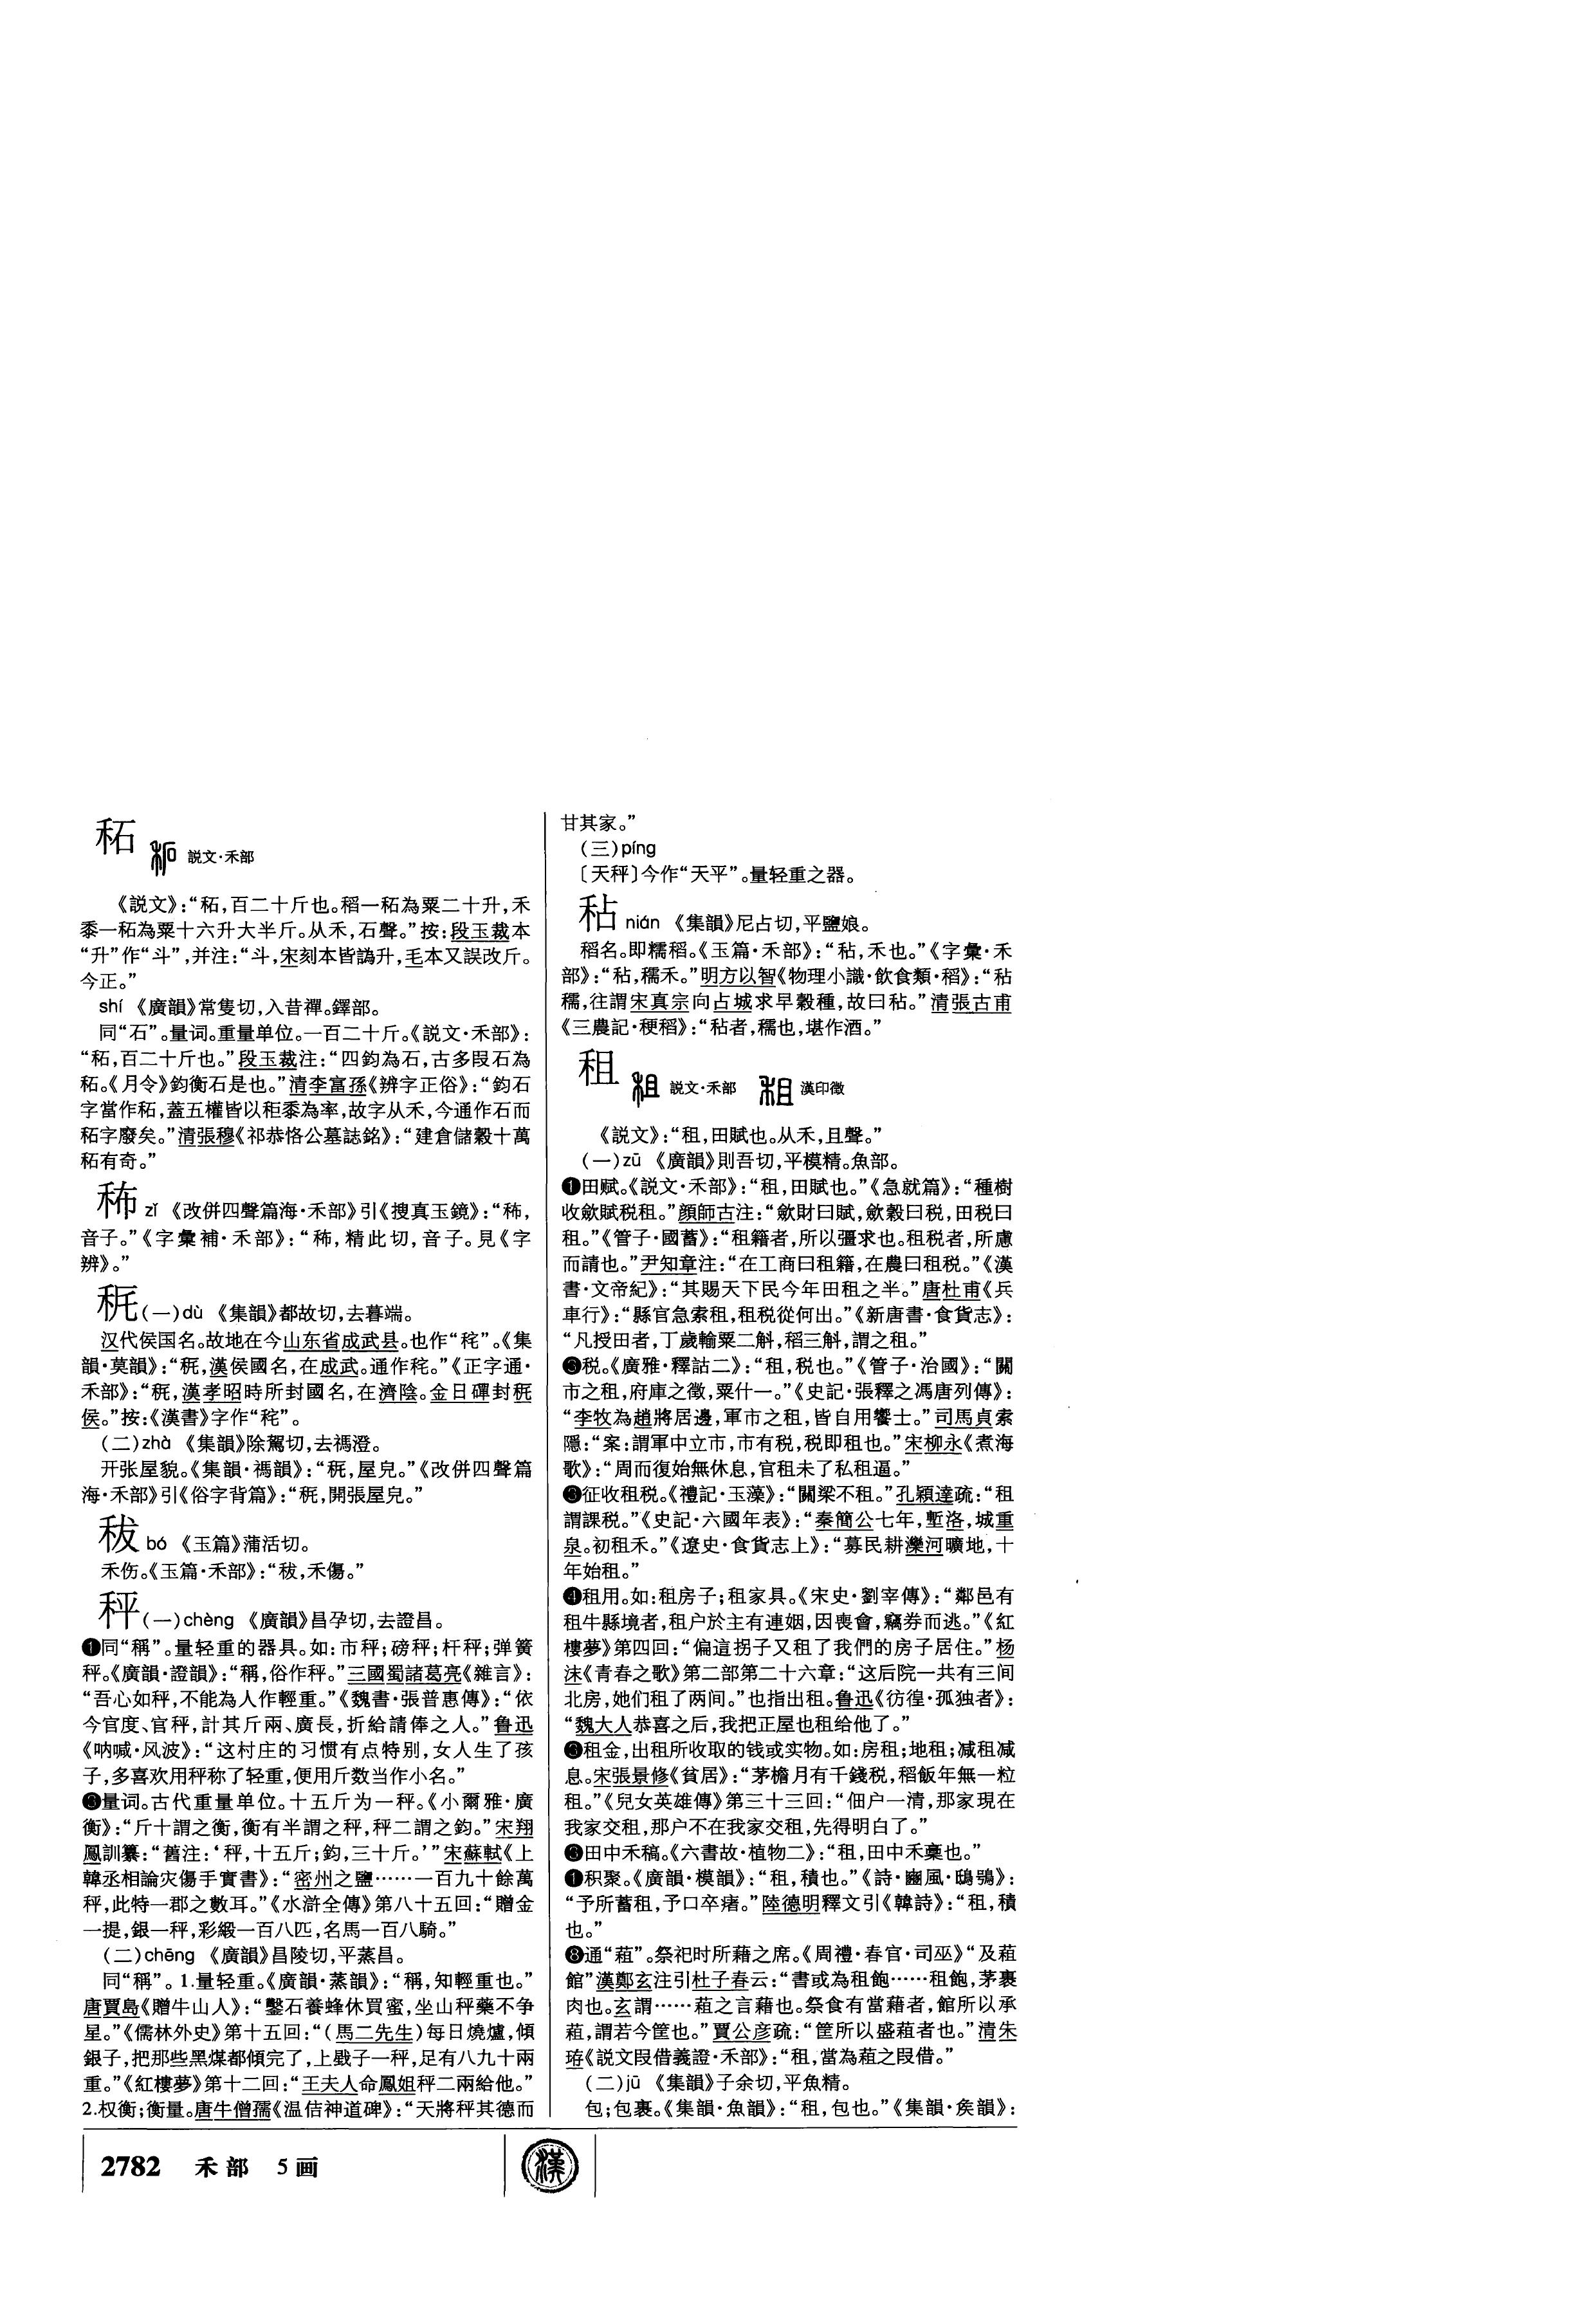 䄷 説文·禾部
《説文》：“䄷，百二十斤也。稻一䄷為粟二十升，禾
黍一䄷為粟十六升大半斤。从禾，石聲。”按：段玉裁本
“升”作“斗”，并注：“斗，宋刻本皆譌升，毛本又誤改斤。
今正。”
shí 《廣韻》常隻切，入昔禪。鐸部。
同“石”。量词。重量单位。一百二十斤。《説文·禾部》：
“䄷，百二十斤也。”段玉裁注：“四鈞為石，古多叚石為
䄷。《月令》鈞衡石是也。”清李富孫《辨字正俗》：“鈞石
字當作䄷，蓋五權皆以秬黍為率，故字从禾，今通作石而
䄷字廢矣。”清張穆《祁恭恪公墓誌銘》：“建倉儲穀十萬
䄷有奇。”
秭 zǐ 《改併四聲篇海·禾部》引《搜真玉鏡》：“，
音子。”《字彙補·禾部》：“，精此切，音子。見《字
辨》。”
秅 (一)dù 《集韻》都故切，去暮端。
汉代侯国名。故地在今山东省成武县。也作“秺”。《集
韻·莫韻》：“，漢侯國名，在成武。通作秺。”《正字通·
禾部》：“，漢孝昭時所封國名，在濟陰。金日磾封
侯。”按：《漢書》字作“秺”。
(二)zhà 《集韻》除駕切，去禡澄。
开张屋貌。《集韻·禡韻》：“，屋皃。”《改併四聲篇
海·禾部》引《俗字背篇》：“，開張屋皃。”
秡 bó 《玉篇》蒲活切。
禾伤。《玉篇·禾部》：“秡，禾傷。”
秤 (一)chèng 《廣韻》昌孕切，去證昌。
❶同“稱”。量轻重的器具。如：市秤；磅秤；杆秤；弹簧
秤。《廣韻·證韻》：“稱，俗作秤。”三國蜀諸葛亮《雜言》：
“吾心如秤，不能為人作輕重。”《魏書·張普惠傳》：“依
今官度、官秤，計其斤兩、廣長，折給請俸之人。”鲁迅
《呐喊·风波》：“这村庄的习惯有点特别，女人生了孩
子，多喜欢用秤称了轻重，便用斤数当作小名。”
❷量词。古代重量单位。十五斤为一秤。《小爾雅·廣
衡》：“斤十謂之衡，衡有半謂之秤，秤二謂之鈞。”宋翔
鳳訓纂：“舊注：‘秤，十五斤；鈞，三十斤。’”宋蘇軾《上
韓丞相論灾傷手實書》：“密州之鹽……一百九十餘萬
秤，此特一郡之數耳。”《水滸全傳》第八十五回：“贈金
一提，銀一秤，彩緞一百八匹，名馬一百八騎。”
(二)chēng 《廣韻》昌陵切，平蒸昌。
同“稱”。1.量轻重。《廣韻·蒸韻》：“稱，知輕重也。”
唐賈島《贈牛山人》：“鑿石養蜂休買蜜，坐山秤藥不争
星。”《儒林外史》第十五回：“(馬二先生)每日燒爐，傾
銀子，把那些黑煤都傾完了，上戥子一秤，足有八九十兩
重。”《紅樓夢》第十二回：“王夫人命鳳姐秤二兩給他。”
2.权衡；衡量。唐牛僧孺《温佶神道碑》：“天將秤其德而
甘其家。”
(三)píng
〔天秤〕今作“天平”。量轻重之器。
秥 nián 《集韻》尼占切，平鹽娘。
稻名。即糯稻。《玉篇·禾部》：“秥，禾也。”《字彙·禾
部》：“秥，穤禾。”明方以智《物理小識·飲食類·稻》：“秥
穤，往謂宋真宗向占城求早穀種，故曰秥。”清張古甫
《三農記·稉稻》：“秥者，穤也，堪作酒。”
租 説文·禾部 漢印徵
《説文》：“租，田賦也。从禾，且聲。”
(一)zū 《廣韻》則吾切，平模精。魚部。
❶田赋。《説文·禾部》：“租，田賦也。”《急就篇》：“種樹
收斂賦税租。”顔師古注：“斂財曰賦，斂穀曰税，田税曰
租。”《管子·國蓄》：“租籍者，所以彊求也。租税者，所慮
而請也。”尹知章注：“在工商曰租籍，在農曰租税。”《漢
書·文帝紀》：“其賜天下民今年田租之半。”唐杜甫《兵
車行》：“縣官急索租，租税從何出。”《新唐書·食貨志》：
“凡授田者，丁歲輸粟二斛，稻三斛，謂之租。”
❷税。《廣雅·釋詁二》：“租，税也。”《管子·治國》：“關
市之租，府庫之徵，粟什一。”《史記·張釋之馮唐列傳》：
“李牧為趙將居邊，軍市之租，皆自用饗士。”司馬貞索
隱：“案：謂軍中立市，市有税，税即租也。”宋柳永《煮海
歌》：“周而復始無休息，官租未了私租逼。”
❸征收租税。《禮記·玉藻》：“關梁不租。”孔穎達疏：“租
謂課税。”《史記·六國年表》：“秦簡公七年，塹洛，城重
泉。初租禾。”《遼史·食貨志上》：“募民耕灤河曠地，十
年始租。”
❹租用。如：租房子；租家具。《宋史·劉宰傳》：“鄰邑有
租牛縣境者，租户於主有連姻，因喪會，竊券而逃。”《紅
樓夢》第四回：“偏這拐子又租了我們的房子居住。”杨
沫《青春之歌》第二部第二十六章：“这后院一共有三间
北房，她们租了两间。”也指出租。鲁迅《彷徨·孤独者》：
“魏大人恭喜之后，我把正屋也租给他了。”
❺租金，出租所收取的钱或实物。如：房租；地租；减租减
息。宋張景修《貧居》：“茅檐月有千錢税，稻飯年無一粒
租。”《兒女英雄傳》第三十三回：“佃户一清，那家現在
我家交租，那户不在我家交租，先得明白了。”
❻田中禾稿。《六書故·植物二》：“租，田中禾稾也。”
❼积聚。《廣韻·模韻》：“租，積也。”《詩·豳風·鴟鴞》：
“予所蓄租，予口卒瘏。”陸德明釋文引《韓詩》：“租，積
也。”
❽通“蒩”。祭祀时所藉之席。《周禮·春官·司巫》“及蒩
館”漢鄭玄注引杜子春云：“書或為租飽……租飽，茅裹
肉也。玄謂……蒩之言藉也。祭食有當藉者，館所以承
蒩，謂若今筐也。”賈公彦疏：“筐所以盛蒩者也。”清朱
珔《説文叚借義證·禾部》：“租，當為蒩之叚借。”
(二)jū 《集韻》子余切，平魚精。
包；包裹。《集韻·魚韻》：“租，包也。”《集韻·矦韻》：
2782 禾部 5画
漢